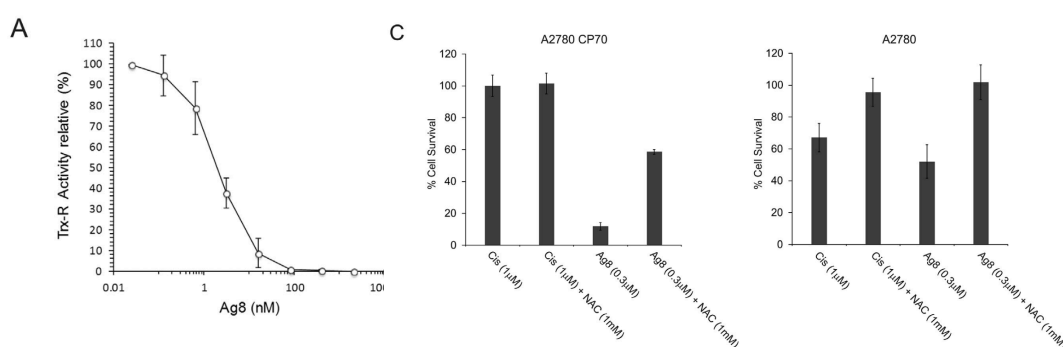 A
Trx-R Activity relative (%)
110
100
90
80
70
60
50
40
30
20
10
0
0.01
1
100
Ag8 (nM)
C
A2780 CP70
% Cell Survival
120
100
80
60
40
20
0
Cis (1µM)
Cis (1µM) + NAC (1mM)
Ag8 (0.3µM)
Ag8 (0.3µM) + NAC (1mM)
A2780
% Cell Survival
120
100
80
60
40
20
0
Cis (1µM)
Cis (1µM) + NAC (1mM)
Ag8 (0.3µM)
Ag8 (0.3µM) + NAC (1mM)